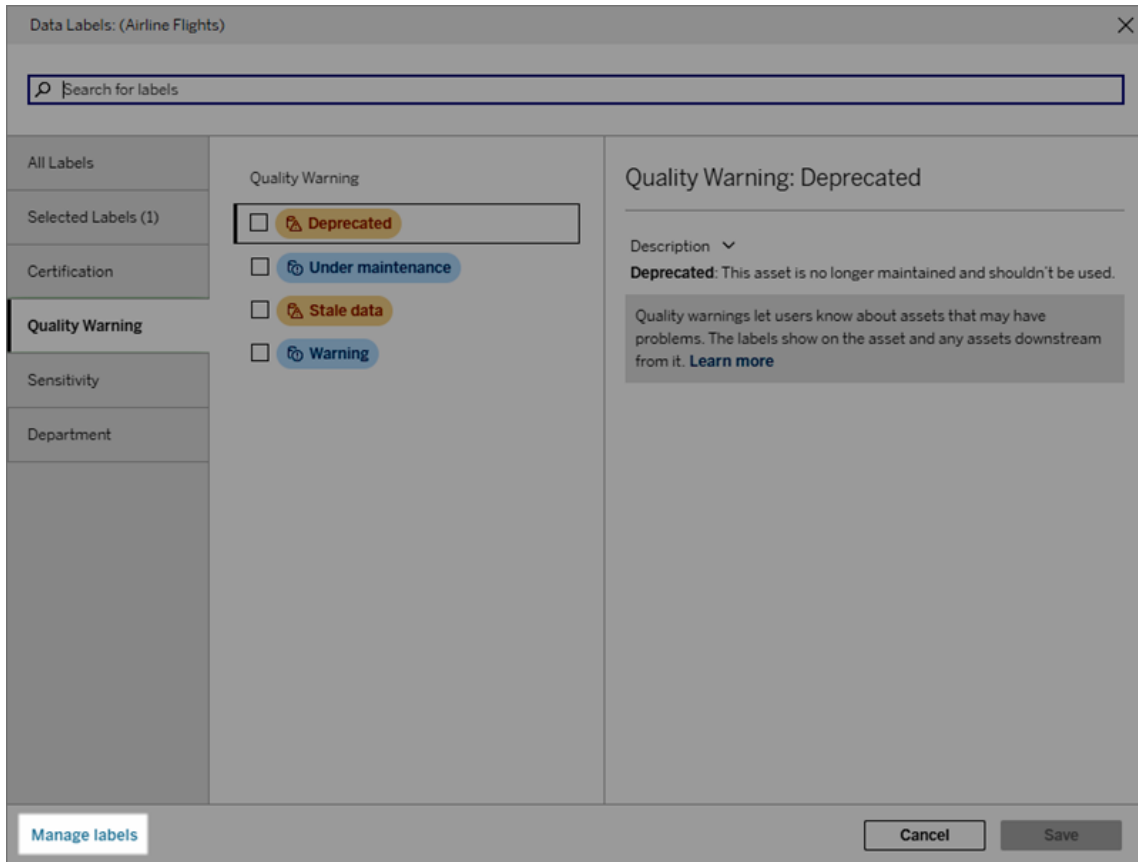 Data Labels: (Airline Flights)
Search for labels
All Labels
Selected Labels (1)
Certification
Quality Warning
Sensitivity
Department
Quality Warning
Deprecated
Under maintenance
Stale data
Warning
Quality Warning: Deprecated
Description
Deprecated: This asset is no longer maintained and shouldn't be used.
Quality warnings let users know about assets that may have
problems. The labels show on the asset and any assets downstream
from it. Learn more
Manage labels
Cancel
Save